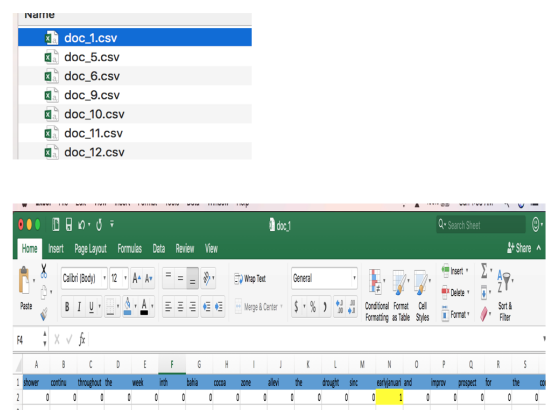 Name
doc_1.csv
doc_5.csv
doc_6.csv
doc_9.csv
doc_10.csv
doc_11.csv
doc_12.csv
doc_1
Search Sheet
Home Insert Page Layout Formulas Data Review View Share
Calibri (Body) 12 A A Wrap Text General Insert
Delete
Paste B I U A Merge & Center $ % Conditional Formatting Format as Table Cell Styles Format Sort & Filter
F4 fx
A B C D E F G H I J K L M N O P Q R S
1 shower continu throughout the week inth bahia cocoa zone allevi the drought sinc earlyjanuari and improv prospect for the
2 0 0 0 0 0 0 0 0 0 0 0 0 0 1 0 0 0 0 0